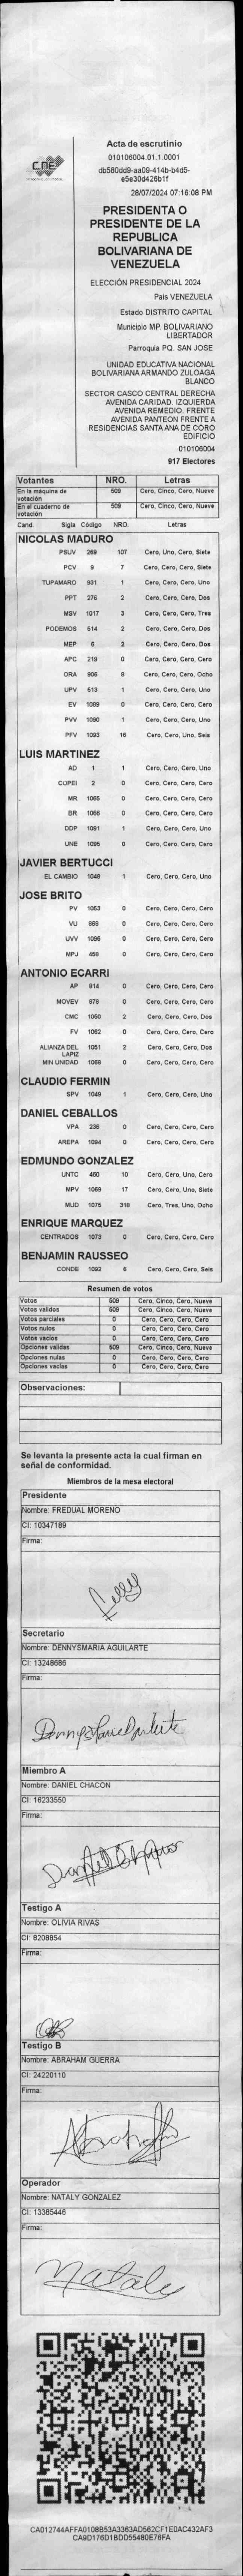 CNE
Acta de escrutinio
010106004.01.1.0001
db580dd9-aa09-414b-b4d5-
e5e30d426b1f
28/07/2024 07:16:08 PM
PRESIDENTA O
PRESIDENTE DE LA
REPUBLICA
BOLIVARIANA DE
VENEZUELA
ELECCIÓN PRESIDENCIAL 2024
Pais VENEZUELA
Estado DISTRITO CAPITAL
Municipio MP. BOLIVARIANO
LIBERTADOR
Parroquia PQ. SAN JOSE
UNIDAD EDUCATIVA NACIONAL
BOLIVARIANA ARMANDO ZULOAGA
BLANCO
SECTOR CASCO CENTRAL DERECHA
AVENIDA CARIDAD. IZQUIERDA
AVENIDA REMEDIO. FRENTE
AVENIDA PANTEON FRENTE A
RESIDENCIAS SANTA ANA DE CORO
EDIFICIO
010106004
917 Electores
Votantes NRO. Letras
En la máquina de votación 509 Cero, Cinco, Cero, Nueve
En el cuaderno de votación 509 Cero, Cinco, Cero, Nueve
Cand. Sigla Código NRO. Letras
NICOLAS MADURO
PSUV 269 107 Cero, Uno, Cero, Siete
PCV 9 7 Cero, Cero, Cero, Siete
TUPAMARO 931 1 Cero, Cero, Cero, Uno
PPT 275 2 Cero, Cero, Cero, Dos
MSV 1017 3 Cero, Cero, Cero, Tres
PODEMOS 514 2 Cero, Cero, Cero, Dos
MEP 6 2 Cero, Cero, Cero, Dos
APC 219 0 Cero, Cero, Cero, Cero
ORA 906 8 Cero, Cero, Cero, Ocho
UPV 513 1 Cero, Cero, Cero, Uno
EV 1089 0 Cero, Cero, Cero, Cero
PVV 1090 1 Cero, Cero, Cero, Uno
PFV 1093 16 Cero, Cero, Uno, Seis
LUIS MARTINEZ
AD 1 1 Cero, Cero, Cero, Uno
COPEI 2 0 Cero, Cero, Cero, Cero
MR 1065 0 Cero, Cero, Cero, Cero
BR 1066 0 Cero, Cero, Cero, Cero
DDP 1091 1 Cero, Cero, Cero, Uno
UNE 1095 0 Cero, Cero, Cero, Cero
JAVIER BERTUCCI
EL CAMBIO 1048 1 Cero, Cero, Cero, Uno
JOSE BRITO
PV 1053 0 Cero, Cero, Cero, Cero
VU 969 0 Cero, Cero, Cero, Cero
UVV 1096 0 Cero, Cero, Cero, Cero
MPJ 458 0 Cero, Cero, Cero, Cero
ANTONIO ECARRI
AP 914 0 Cero, Cero, Cero, Cero
MOVEV 979 0 Cero, Cero, Cero, Cero
CMC 1050 2 Cero, Cero, Cero, Dos
FV 1062 0 Cero, Cero, Cero, Cero
ALIANZA DEL LAPIZ 1051 2 Cero, Cero, Cero, Dos
MIN UNIDAD 1068 0 Cero, Cero, Cero, Cero
CLAUDIO FERMIN
SPV 1049 1 Cero, Cero, Cero, Uno
DANIEL CEBALLOS
VPA 236 0 Cero, Cero, Cero, Cero
AREPA 1094 0 Cero, Cero, Cero, Cero
EDMUNDO GONZALEZ
UNTC 460 10 Cero, Cero, Uno, Cero
MPV 1069 17 Cero, Cero, Uno, Siete
MUD 1075 318 Cero, Tres, Uno, Ocho
ENRIQUE MARQUEZ
CENTRADOS 1073 0 Cero, Cero, Cero, Cero
BENJAMIN RAUSSEO
CONDE 1092 6 Cero, Cero, Cero, Seis
Resumen de votos
Votos 509 Cero, Cinco, Cero, Nueve
Votos validos 509 Cero, Cinco, Cero, Nueve
Votos parciales 0 Cero, Cero, Cero, Cero
Votos nulos 0 Cero, Cero, Cero, Cero
Votos vacios 0 Cero, Cero, Cero, Cero
Opciones validas 509 Cero, Cinco, Cero, Nueve
Opciones nulas 0 Cero, Cero, Cero, Cero
Opciones vacias 0 Cero, Cero, Cero, Cero
Observaciones:
Se levanta la presente acta la cual firman en
señal de conformidad.
Miembros de la mesa electoral
Presidente
Nombre: FREDUAL MORENO
CI: 10347189
Firma:
Secretario
Nombre: DENNYSMARIA AGUILARTE
CI: 13248686
Firma:
Miembro A
Nombre: DANIEL CHACON
CI: 16233550
Firma:
Testigo A
Nombre: OLIVIA RIVAS
CI: 8208854
Firma:
Testigo B
Nombre: ABRAHAM GUERRA
CI: 24220110
Firma:
Operador
Nombre: NATALY GONZALEZ
CI: 13385446
Firma:
CA012744AFFA0108B53A3363AD562CF1E0AC432AF3
CA9D176D1BDD55480E76FA